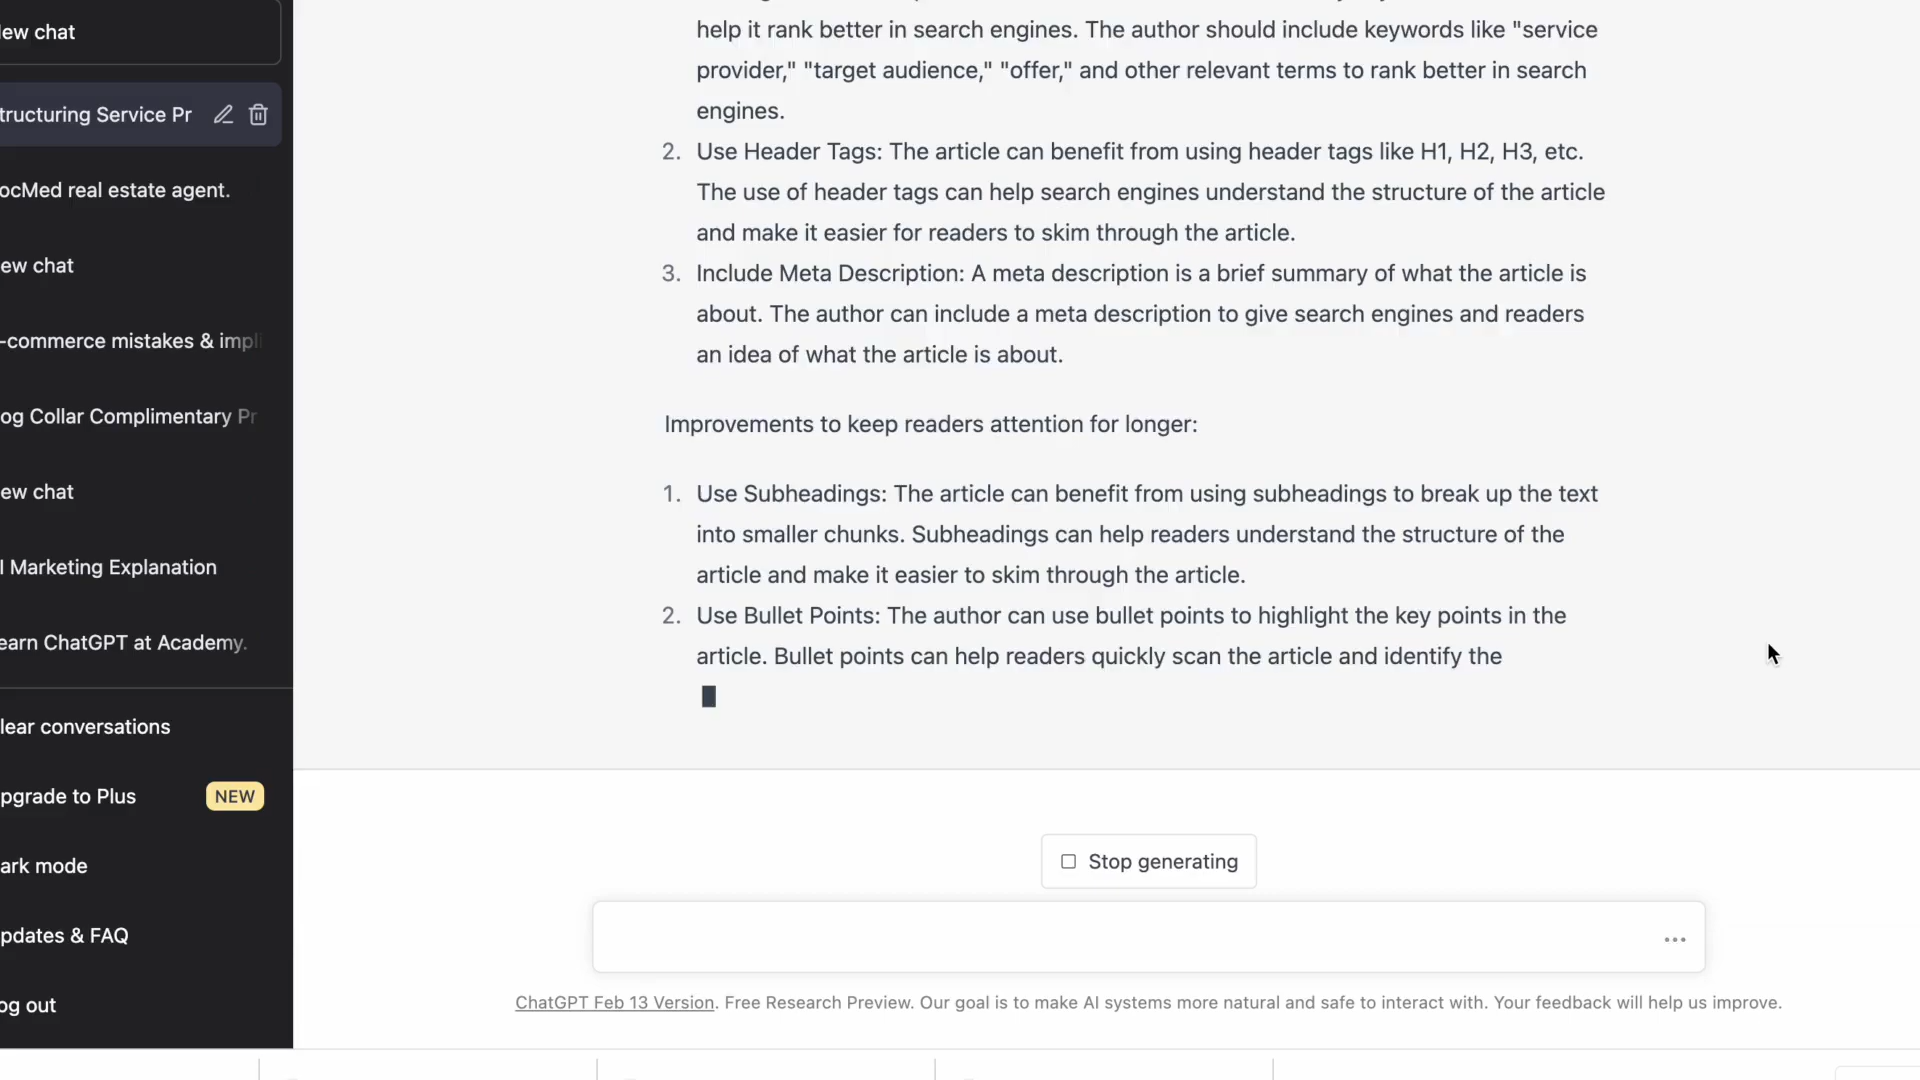 ew chat
tructuring Service Pr
ocMed real estate agent.
ew chat
-commerce mistakes & impl
og Collar Complimentary Pr
ew chat
I Marketing Explanation
earn ChatGPT at Academy.
lear conversations
pgrade to Plus NEW
ark mode
pdates & FAQ
og out
help it rank better in search engines. The author should include keywords like "service
provider," "target audience," "offer," and other relevant terms to rank better in search
engines.
2. Use Header Tags: The article can benefit from using header tags like H1, H2, H3, etc.
The use of header tags can help search engines understand the structure of the article
and make it easier for readers to skim through the article.
3. Include Meta Description: A meta description is a brief summary of what the article is
about. The author can include a meta description to give search engines and readers
an idea of what the article is about.
Improvements to keep readers attention for longer:
1. Use Subheadings: The article can benefit from using subheadings to break up the text
into smaller chunks. Subheadings can help readers understand the structure of the
article and make it easier to skim through the article.
2. Use Bullet Points: The author can use bullet points to highlight the key points in the
article. Bullet points can help readers quickly scan the article and identify the
Stop generating
ChatGPT Feb 13 Version. Free Research Preview. Our goal is to make AI systems more natural and safe to interact with. Your feedback will help us improve.